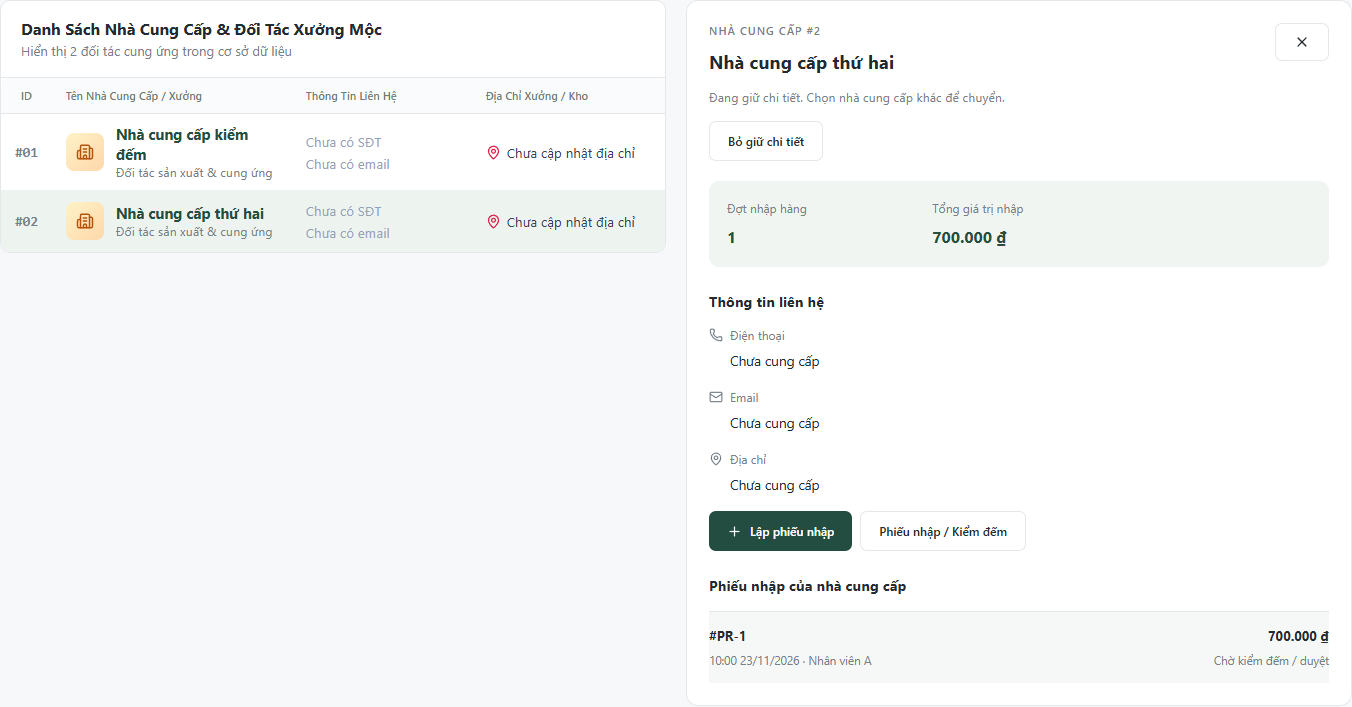 Danh Sách Nhà Cung Cấp & Đối Tác Xưởng Mộc
Hiển thị 2 đối tác cung ứng trong cơ sở dữ liệu
ID Tên Nhà Cung Cấp / Xưởng Thông Tin Liên Hệ Địa Chỉ Xưởng / Kho
#01
Nhà cung cấp kiểm
đếm
Đối tác sản xuất & cung ứng
Chưa có SĐT
Chưa có email
Chưa cập nhật địa chỉ
#02
Nhà cung cấp thứ hai
Đối tác sản xuất & cung ứng
Chưa có SĐT
Chưa có email
Chưa cập nhật địa chỉ
NHÀ CUNG CẤP #2
Nhà cung cấp thứ hai
Đang giữ chi tiết. Chọn nhà cung cấp khác để chuyển.
Bỏ giữ chi tiết
Đợt nhập hàng Tổng giá trị nhập
1 700.000 ₫
Thông tin liên hệ
Điện thoại
Chưa cung cấp
Email
Chưa cung cấp
Địa chỉ
Chưa cung cấp
Lập phiếu nhập Phiếu nhập / Kiểm đếm
Phiếu nhập của nhà cung cấp
#PR-1 700.000 ₫
10:00 23/11/2026 · Nhân viên A Chờ kiểm đếm / duyệt